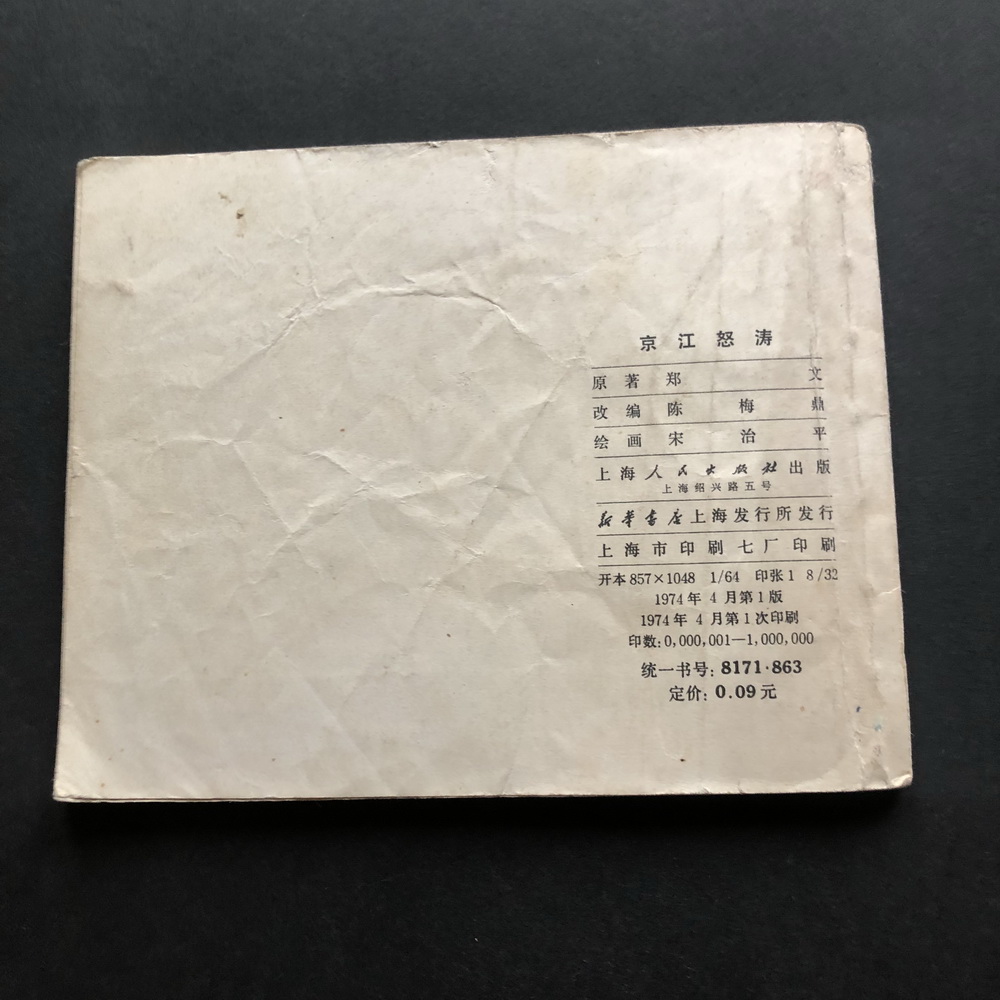 京江怒涛
原著 郑文
改编 陈梅鼎
绘画 宋治平
上海人民出版社出版
上海绍兴路五号
新华书店上海发行所发行
上海市印刷七厂印刷
开本 857×1048 1/64 印张 1 8/32
1974年 4 月第1版
1974年 4 月第1次印刷
印数: 0,000,001—1,000,000
统一书号: 8171·863
定价: 0.09 元